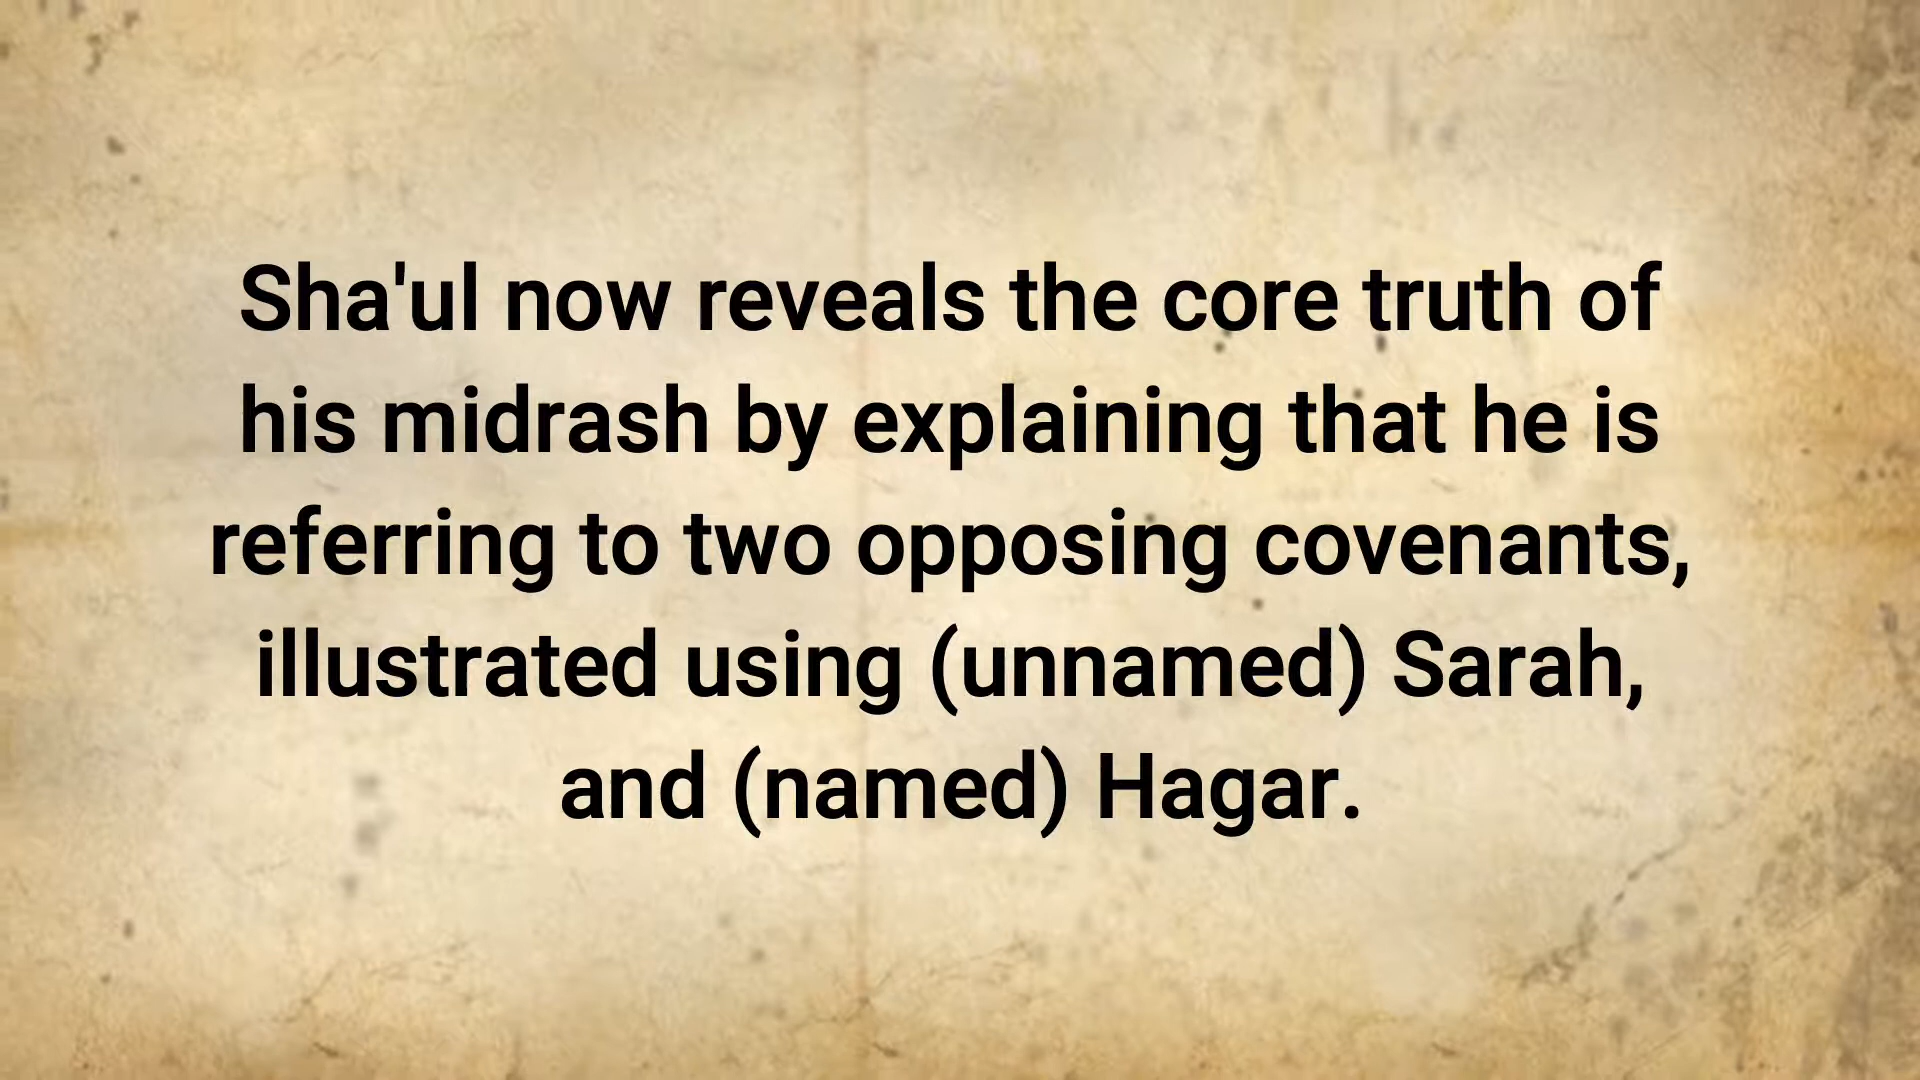 Sha'ul now reveals the core truth of
his midrash by explaining that he is
referring to two opposing covenants,
illustrated using (unnamed) Sarah,
and (named) Hagar.